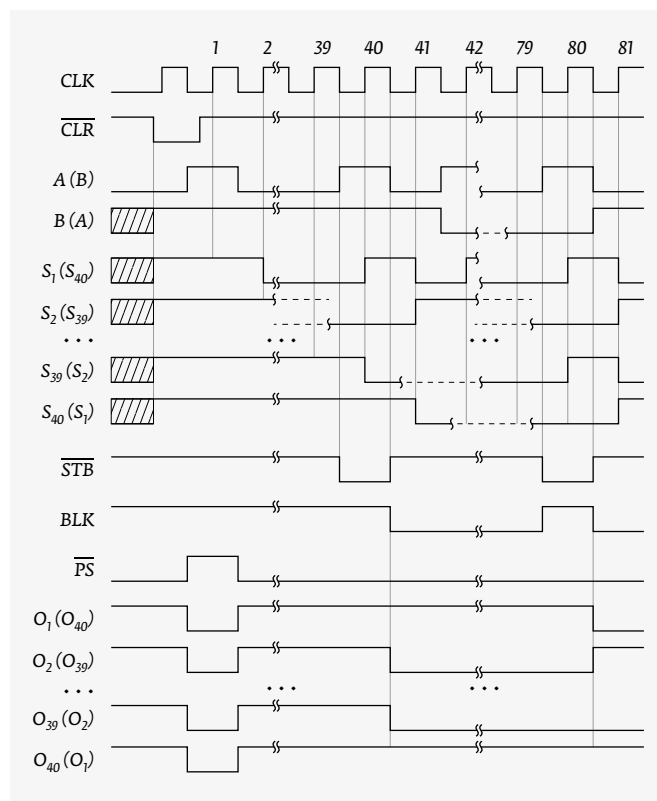 1 2 39 40 41 42 79 80 81
CLK
CLR
A (B)
B (A)
S1 (S40)
S2 (S39)
...
S39 (S2)
S40 (S1)
STB
BLK
PS
O1 (O40)
O2 (O39)
...
O39 (O2)
O40 (O1)